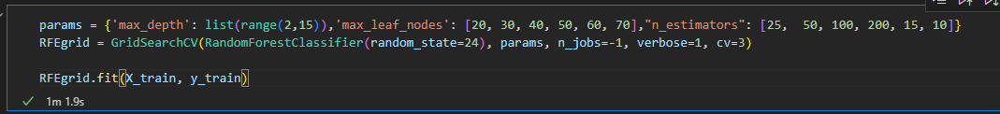 params = {'max_depth': list(range(2,15)),'max_leaf_nodes': [20, 30, 40, 50, 60, 70],"n_estimators": [25,  50, 100, 200, 15, 10]}
RFEgrid = GridSearchCV(RandomForestClassifier(random_state=24), params, n_jobs=-1, verbose=1, cv=3)
RFEgrid.fit(X_train, y_train)
1m 1.9s